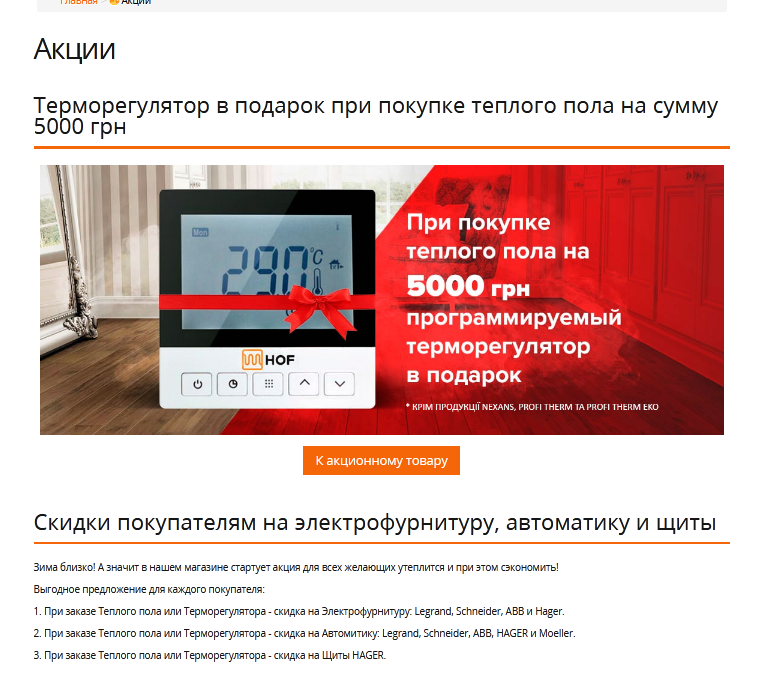 Главная > Акции
Акции
Терморегулятор в подарок при покупке теплого пола на сумму
5000 грн
Mon
29.0 °C
HOF
При покупке
теплого пола на
5000 грн
программируемый
терморегулятор
в подарок
* КРІМ ПРОДУКЦІЇ NEXANS, PROFI THERM ТА PROFI THERM EKO
К акционному товару
Скидки покупателям на электрофурнитуру, автоматику и щиты
Зима близко! А значит в нашем магазине стартует акция для всех желающих утеплится и при этом сэкономить!
Выгодное предложение для каждого покупателя:
1. При заказе Теплого пола или Терморегулятора - скидка на Электрофурнитуру: Legrand, Schneider, ABB и Hager.
2. При заказе Теплого пола или Терморегулятора - скидка на Автомитику: Legrand, Schneider, ABB, HAGER и Moeller.
3. При заказе Теплого пола или Терморегулятора - скидка на Щиты HAGER.